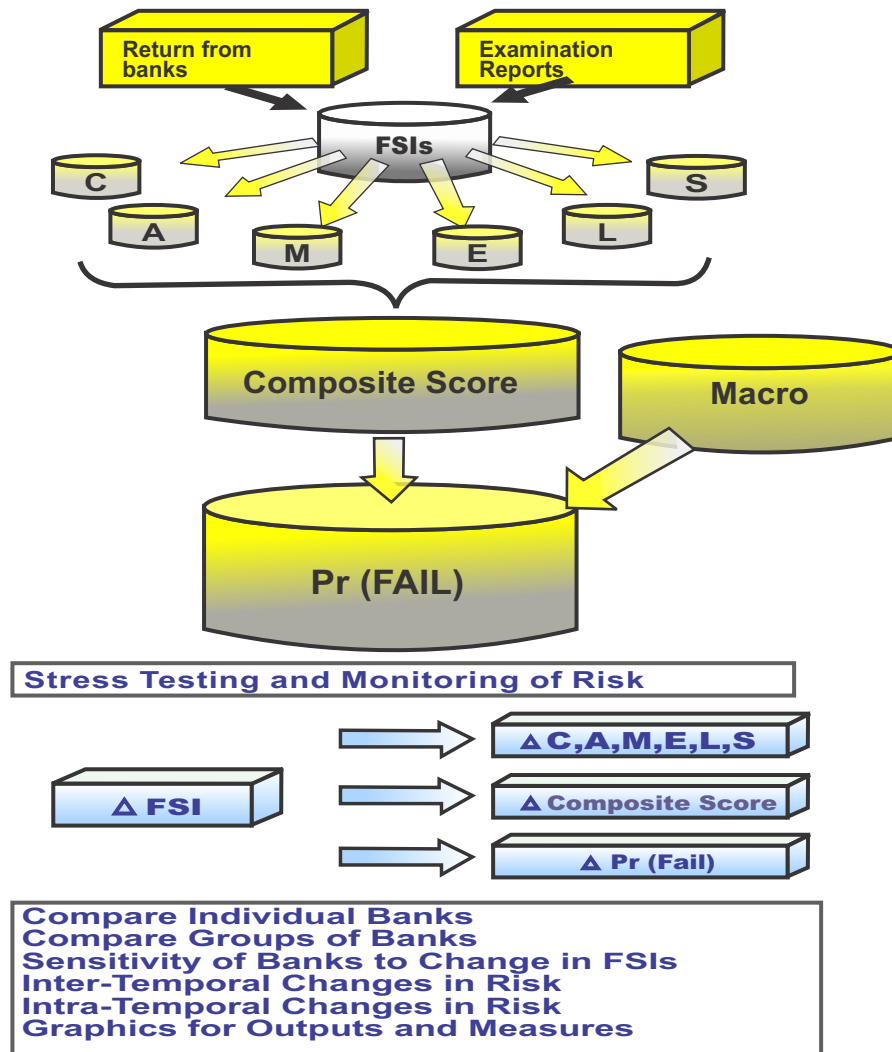 Return from
banks
Examination
Reports
FSIs
C
S
A
L
M
E
Composite Score
Macro
Pr (FAIL)
Stress Testing and Monitoring of Risk
Δ C,A,M,E,L,S
Δ FSI
Δ Composite Score
Δ Pr (Fail)
Compare Individual Banks
Compare Groups of Banks
Sensitivity of Banks to Change in FSIs
Inter-Temporal Changes in Risk
Intra-Temporal Changes in Risk
Graphics for Outputs and Measures